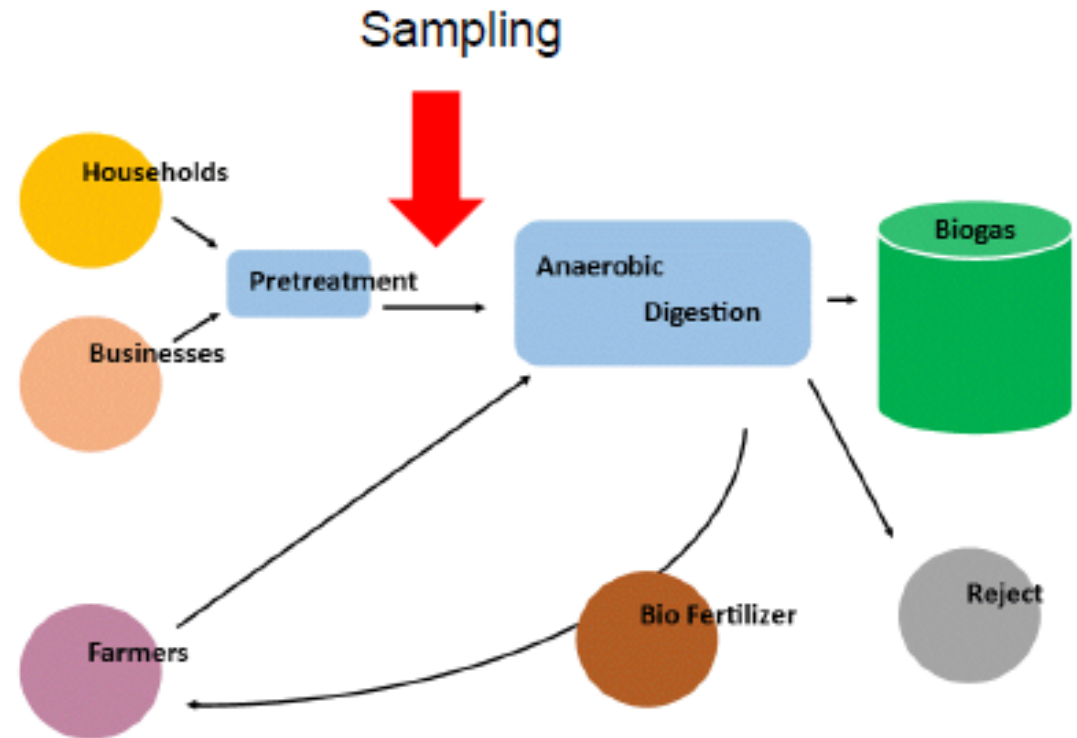 Sampling
Households
Pretreatment
Businesses
Anaerobic
Digestion
Biogas
Farmers
Bio Fertilizer
Reject